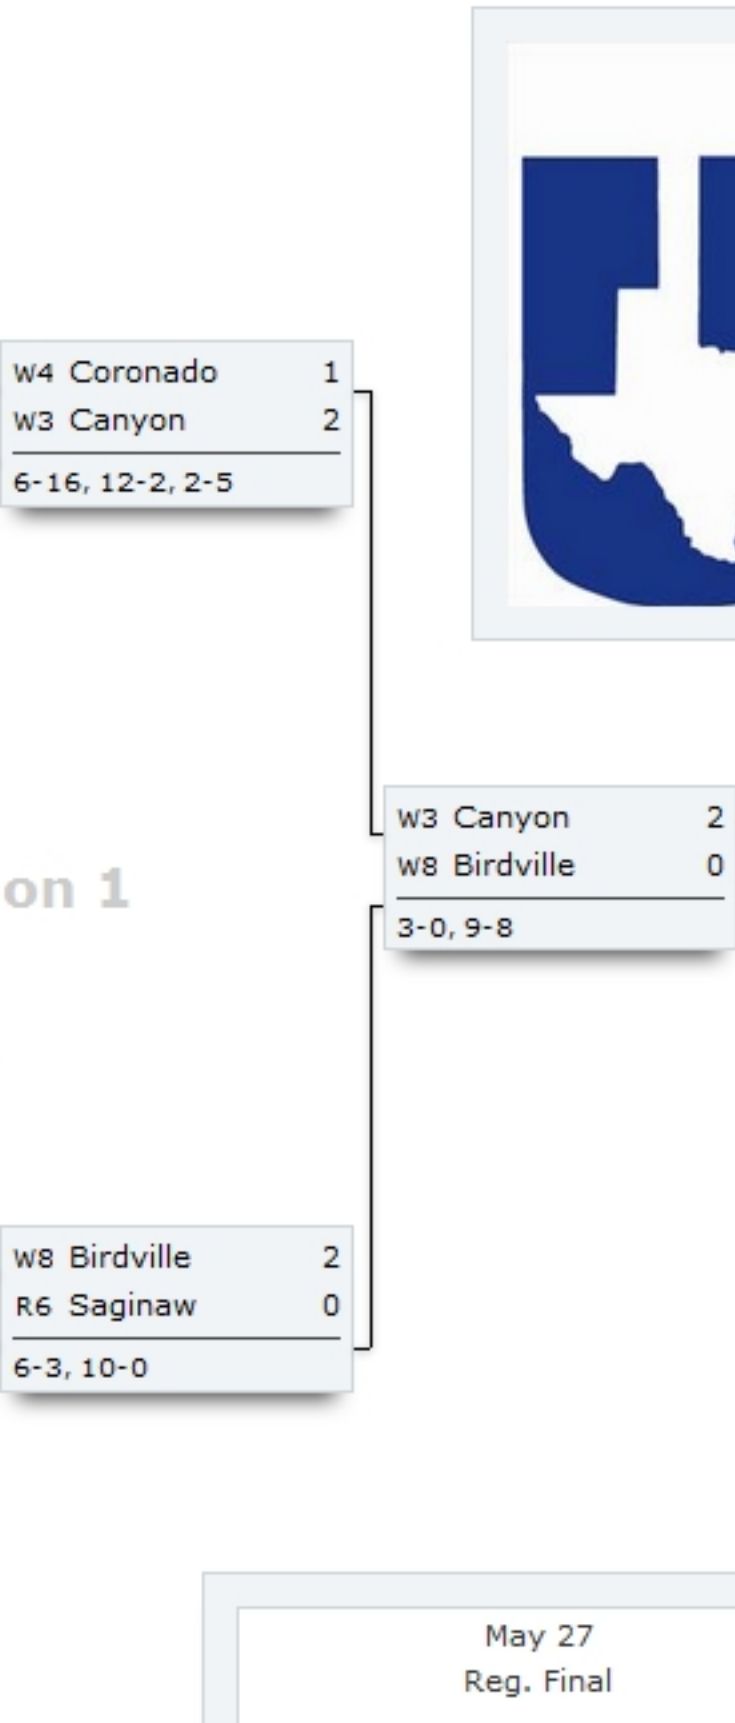 W4 Coronado 1
W3 Canyon 2
6-16, 12-2, 2-5
W3 Canyon 2
W8 Birdville 0
3-0, 9-8
on 1
W8 Birdville 2
R6 Saginaw 0
6-3, 10-0
May 27
Reg. Final